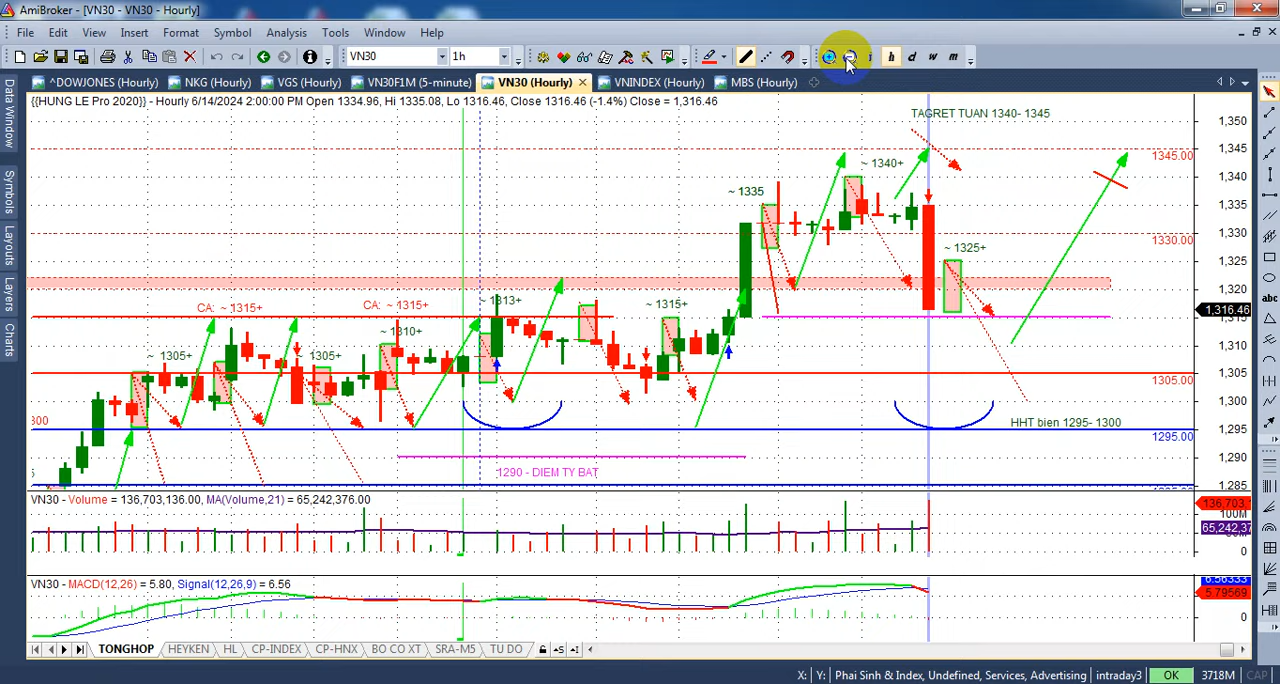 AmiBroker - [VN30 - VN30 - Hourly]
File Edit View Insert Format Symbol Analysis Tools Window Help
VN30 1h
h d w m
^DOWJONES (Hourly) NKG (Hourly) VGS (Hourly) VN30F1M (5-minute) VN30 (Hourly) VNINDEX (Hourly) MBS (Hourly)
Data Window
Symbols
Layouts
Layers
Charts
{{HUNG LE Pro 2020}} - Hourly 6/14/2024 2:00:00 PM Open 1334.96, Hi 1335.08, Lo 1316.46, Close 1316.46 (-1.4%) Close = 1,316.46
TAGRET TUAN 1340- 1345
1,350
1,345
1345.00
1,340
~ 1340+
~ 1335
1,335
1,330
1330.00
~ 1325+
1,325
1,320
~ 1313+
CA: ~ 1315+
CA: ~ 1315+
~ 1315+
1,316.46
1,315
~ 1310+
1,310
~ 1305+
~ 1305+
1,305
1305.00
1,300
300
HHT bien 1295- 1300
1,295
1295.00
1,290
1290 - DIEM TY BAT
1,285
VN30 - Volume = 136,703,136.00, MA(Volume,21) = 65,242,376.00
136,703,1
100M
65,242,37
0
VN30 - MACD(12,26) = 5.80, Signal(12,26,9) = 6.56
6.56333
5.79569
0
TONGHOP HEYKEN HL CP-INDEX CP-HNX BO CO XT SRA-M5 TU DO
X: Y: Phai Sinh & Index, Undefined, Services, Advertising intraday3 OK 3718M CAP